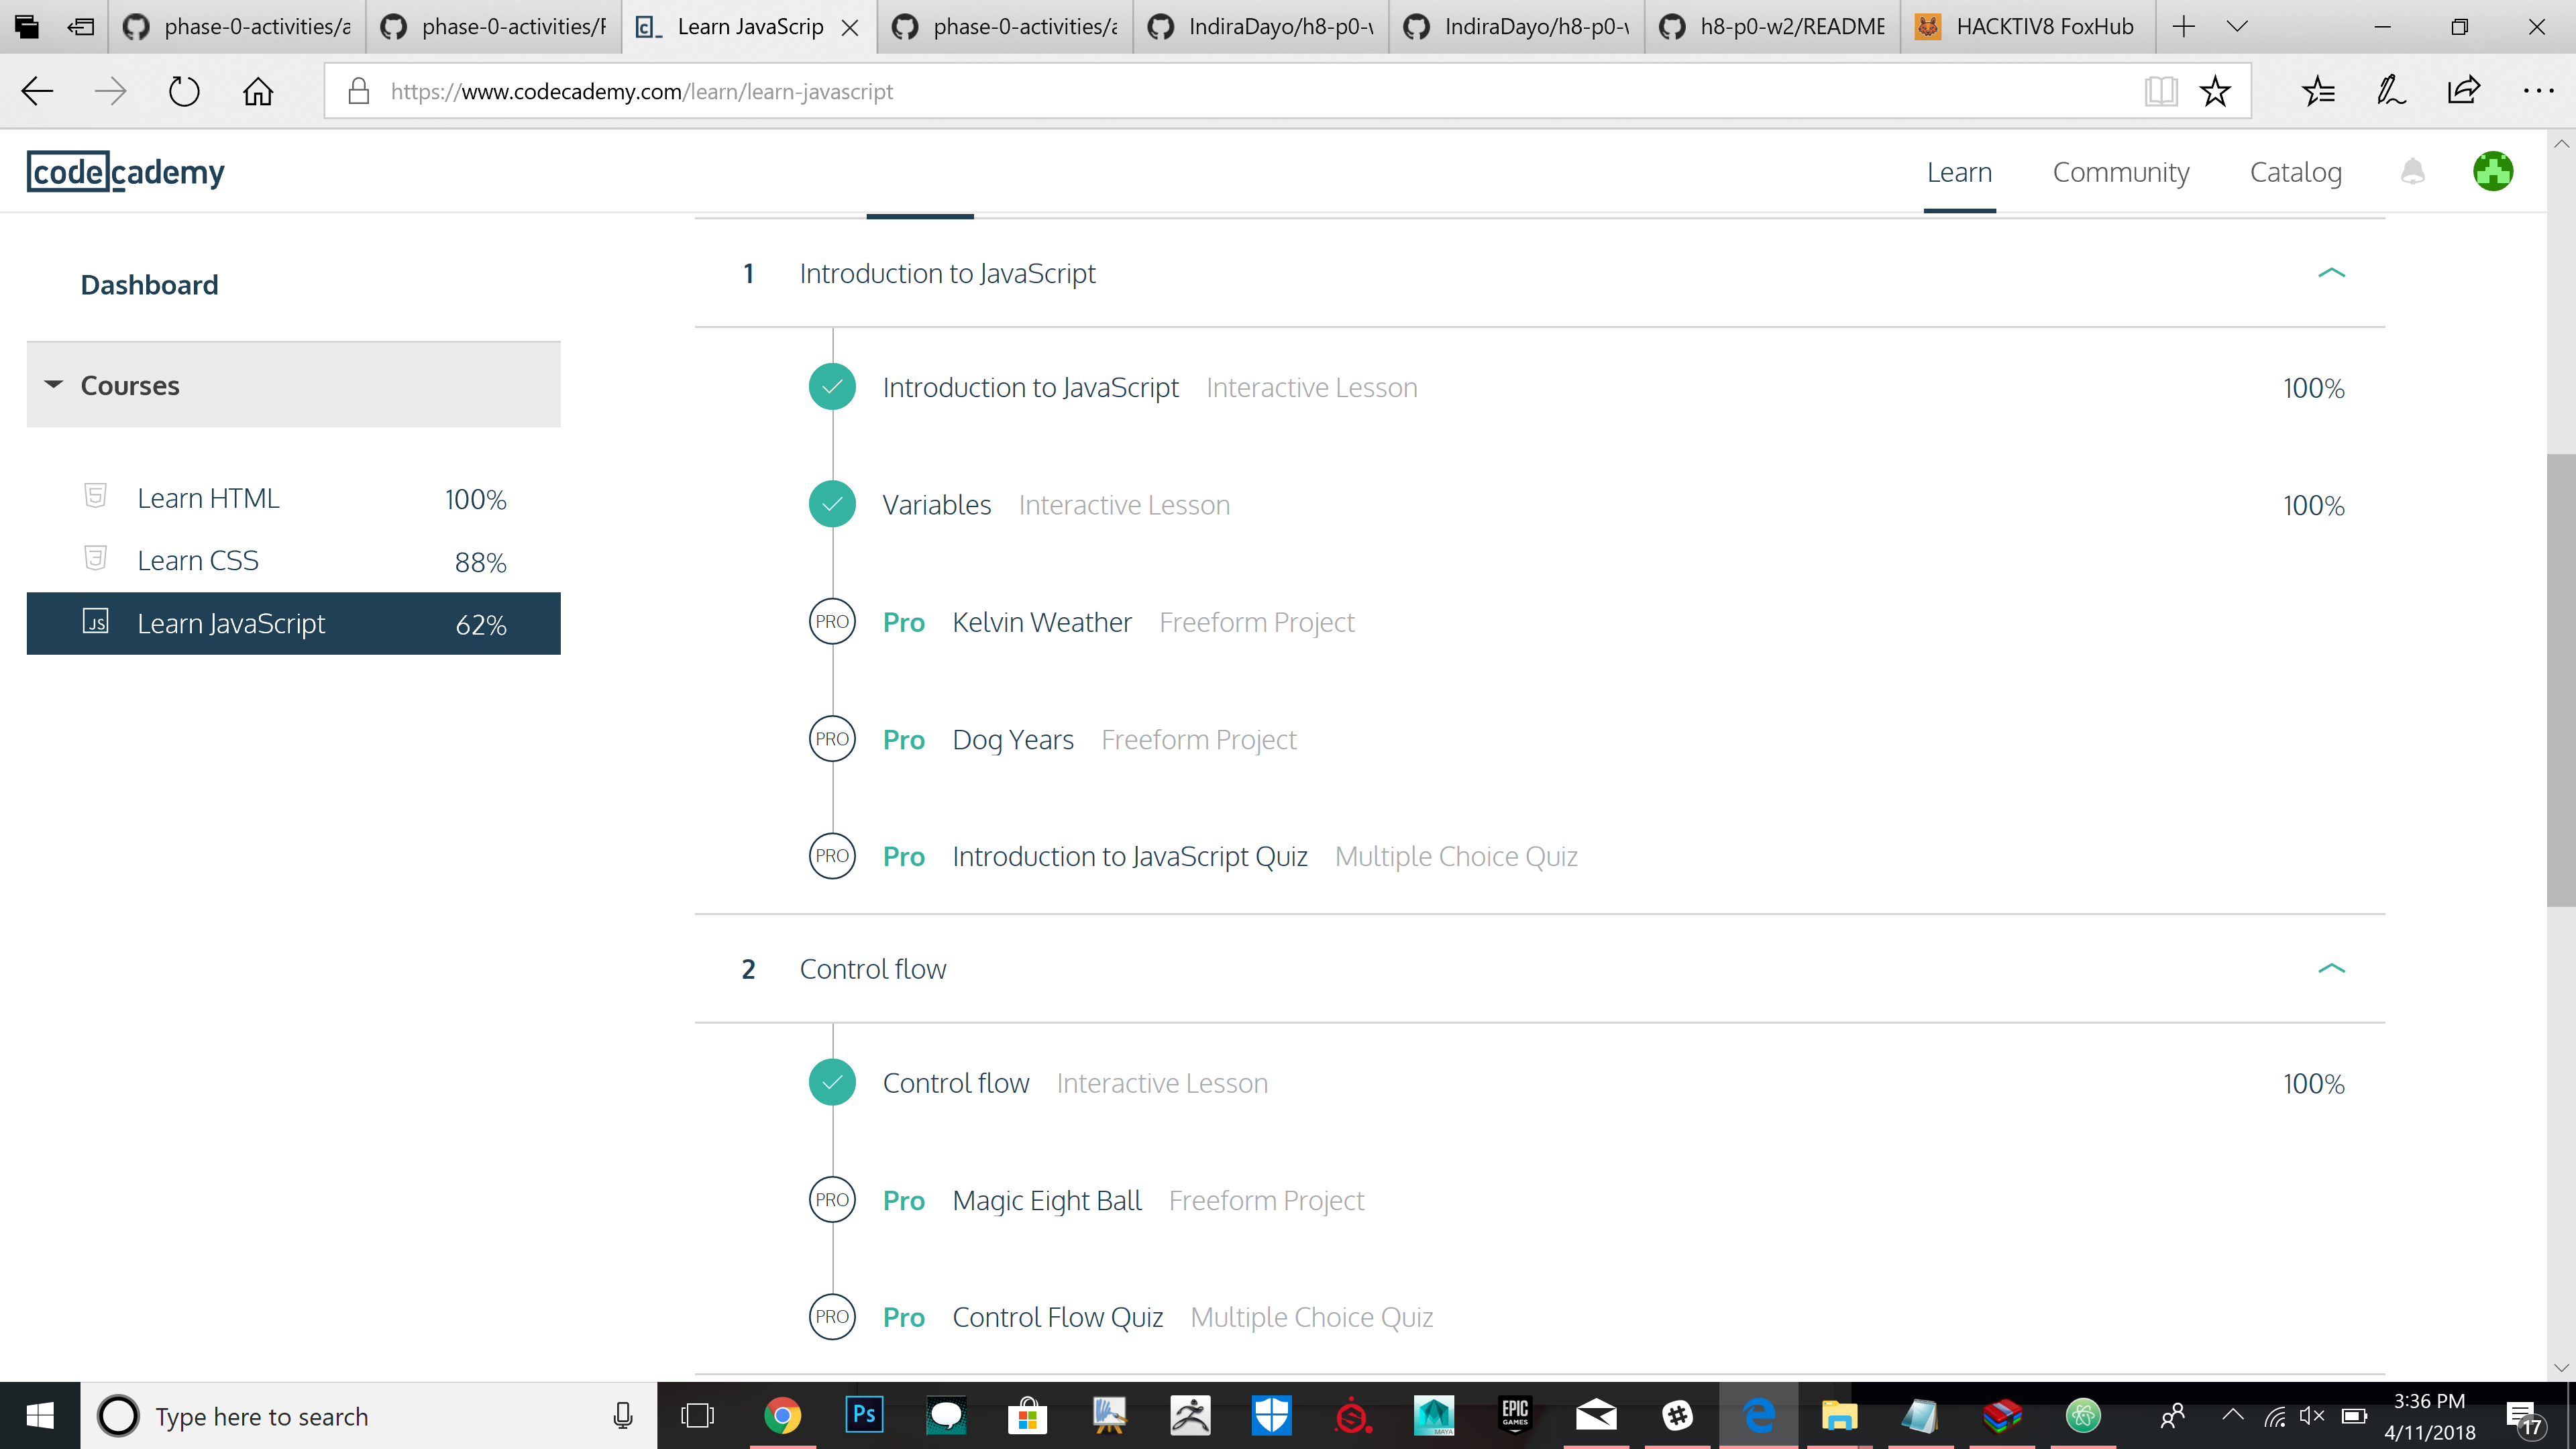 phase-0-activities/a
phase-0-activities/F
Learn JavaScrip
phase-0-activities/a
IndiraDayo/h8-p0-v
IndiraDayo/h8-p0-v
h8-p0-w2/README
HACKTIV8 FoxHub
https://www.codecademy.com/learn/learn-javascript
codecademy
Learn Community Catalog
Dashboard
Courses
Learn HTML 100%
Learn CSS 88%
Learn JavaScript 62%
1 Introduction to JavaScript
Introduction to JavaScript Interactive Lesson 100%
Variables Interactive Lesson 100%
PRO Pro Kelvin Weather Freeform Project
PRO Pro Dog Years Freeform Project
PRO Pro Introduction to JavaScript Quiz Multiple Choice Quiz
2 Control flow
Control flow Interactive Lesson 100%
PRO Pro Magic Eight Ball Freeform Project
PRO Pro Control Flow Quiz Multiple Choice Quiz
Type here to search
Ps
MAYA
EPIC GAMES
3:36 PM
4/11/2018
17